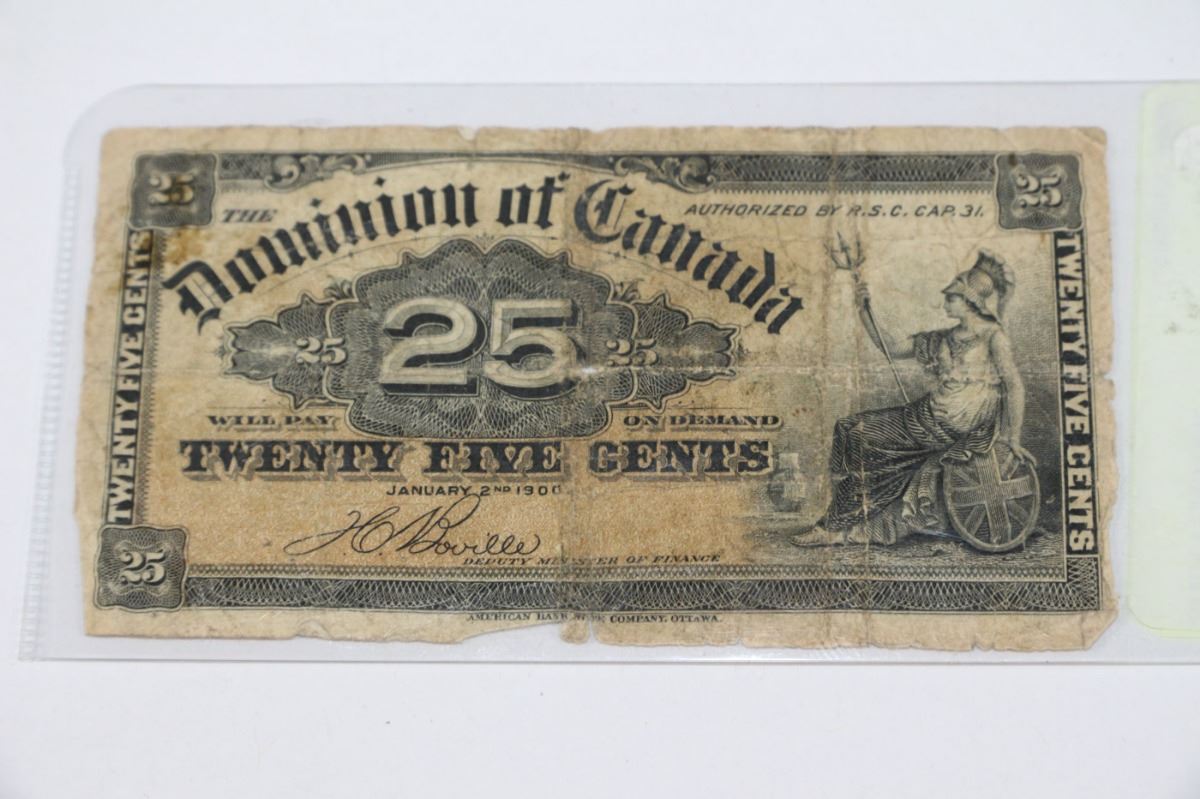 25
25
THE
Dominion of Canada
AUTHORIZED BY R.S.C. CAP. 31.
TWENTY FIVE CENTS
25
25
25
TWENTY FIVE CENTS
WILL PAY
ON DEMAND
TWENTY FIVE CENTS
JANUARY 2ND 1900
H C Boville
DEPUTY MINISTER OF FINANCE
25
AMERICAN BANK NOTE COMPANY, OTTAWA.